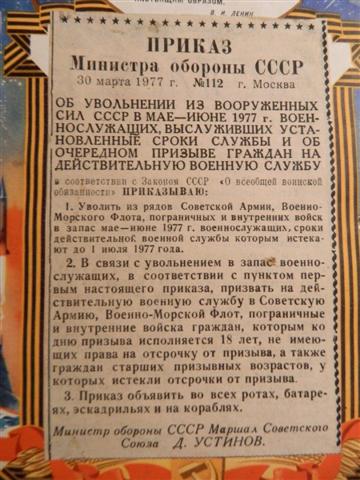 НАСТОЯЩИМ ОБРАЗОМ.
В. И. ЛЕНИН
ПРИКАЗ
Министра обороны СССР
30 марта 1977 г. №112 г. Москва
ОБ УВОЛЬНЕНИИ ИЗ ВООРУЖЕННЫХ
СИЛ СССР В МАЕ—ИЮНЕ 1977 г. ВОЕН-
НОСЛУЖАЩИХ, ВЫСЛУЖИВШИХ УСТА-
НОВЛЕННЫЕ СРОКИ СЛУЖБЫ И ОБ
ОЧЕРЕДНОМ ПРИЗЫВЕ ГРАЖДАН НА
ДЕЙСТВИТЕЛЬНУЮ ВОЕННУЮ СЛУЖБУ
в соответствии с Законом СССР «О всеобщей воинской
обязанности» ПРИКАЗЫВАЮ:
1. Уволить из рядов Советской Армии, Военно-
Морского Флота, пограничных и внутренних войск
в запас мае—июне 1977 г. военнослужащих, сроки
действительной военной службы которым истека-
ют до 1 июля 1977 года.
2. В связи с увольнением в запас военно-
служащих, в соответствии с пунктом пер-
вым настоящего приказа, призвать на дей-
ствительную военную службу в Советскую
Армию, Военно-Морской Флот, пограничные
и внутренние войска граждан, которым ко
дню призыва исполняется 18 лет, не имею-
щих права на отсрочку от призыва, а также
граждан старших призывных возрастов, у
которых истекли отсрочки от призыва.
3. Приказ объявить во всех ротах, батаре-
ях, эскадрильях и на кораблях.
Министр обороны СССР Маршал Советского
Союза Д. УСТИНОВ.